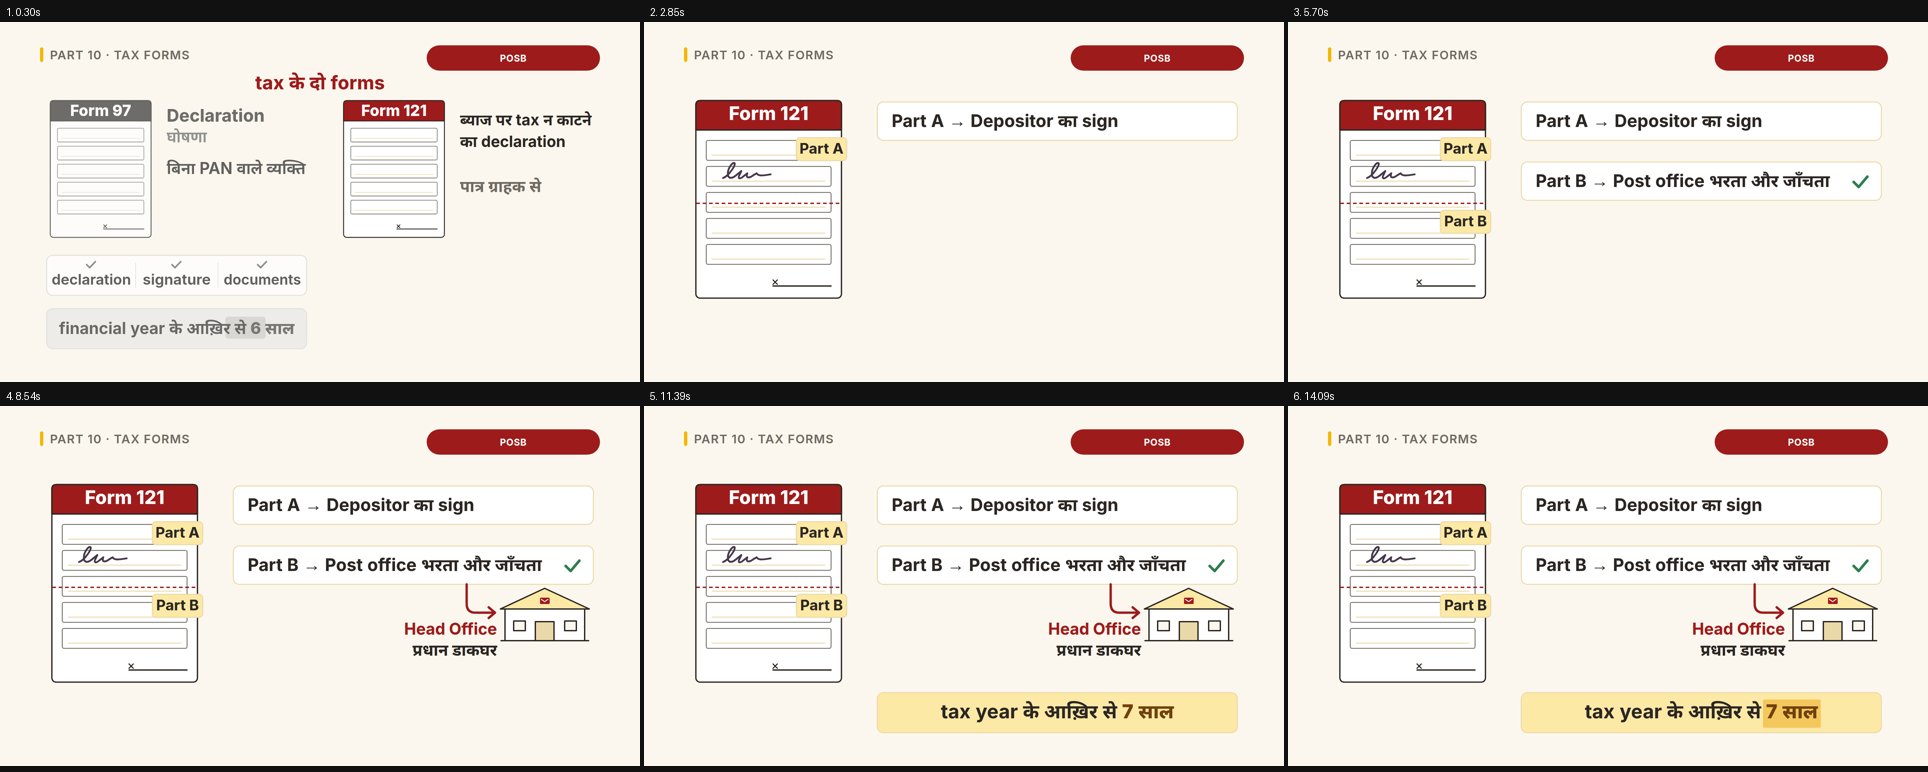 1. 0.30s
PART 10 · TAX FORMS
POSB
tax के दो forms
Form 97
Declaration
घोषणा
बिना PAN वाले व्यक्ति
Form 121
ब्याज पर tax न काटने
का declaration
पात्र ग्राहक से
declaration signature documents
financial year के आख़िर से 6 साल
2. 2.85s
PART 10 · TAX FORMS
POSB
Form 121
Part A
Part A → Depositor का sign
3. 5.70s
PART 10 · TAX FORMS
POSB
Form 121
Part A
Part B
Part A → Depositor का sign
Part B → Post office भरता और जाँचता
4. 8.54s
PART 10 · TAX FORMS
POSB
Form 121
Part A
Part B
Part A → Depositor का sign
Part B → Post office भरता और जाँचता
Head Office
प्रधान डाकघर
5. 11.39s
PART 10 · TAX FORMS
POSB
Form 121
Part A
Part B
Part A → Depositor का sign
Part B → Post office भरता और जाँचता
Head Office
प्रधान डाकघर
tax year के आख़िर से 7 साल
6. 14.09s
PART 10 · TAX FORMS
POSB
Form 121
Part A
Part B
Part A → Depositor का sign
Part B → Post office भरता और जाँचता
Head Office
प्रधान डाकघर
tax year के आख़िर से 7 साल